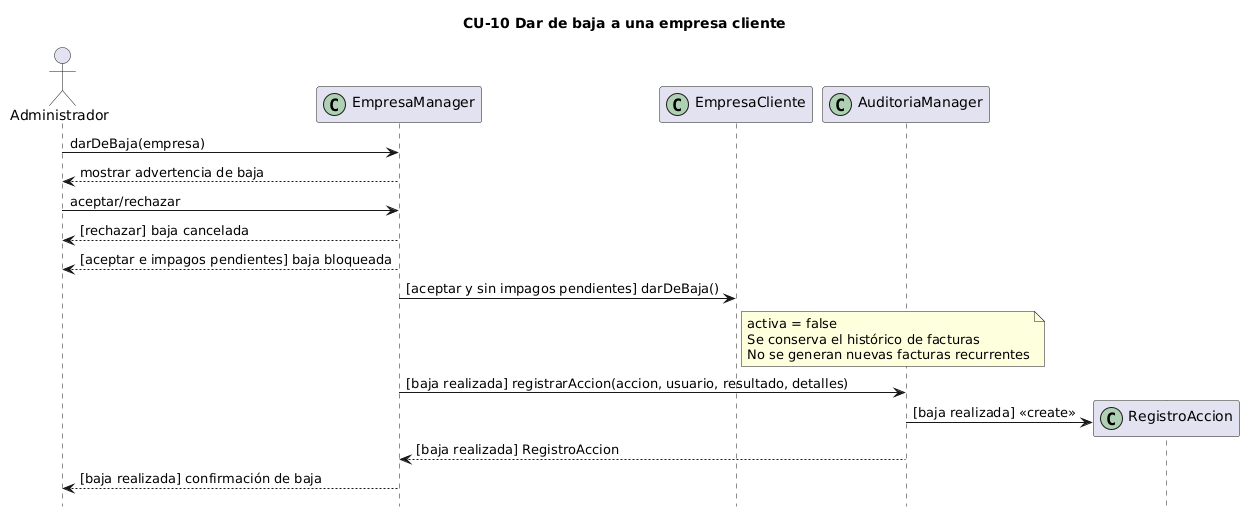 CU-10 Dar de baja a una empresa cliente
Administrador
C EmpresaManager
C EmpresaCliente
C AuditoriaManager
darDeBaja(empresa)
mostrar advertencia de baja
aceptar/rechazar
[rechazar] baja cancelada
[aceptar e impagos pendientes] baja bloqueada
[aceptar y sin impagos pendientes] darDeBaja()
activa = false
Se conserva el histórico de facturas
No se generan nuevas facturas recurrentes
[baja realizada] registrarAccion(accion, usuario, resultado, detalles)
[baja realizada] «create»
C RegistroAccion
[baja realizada] RegistroAccion
[baja realizada] confirmación de baja